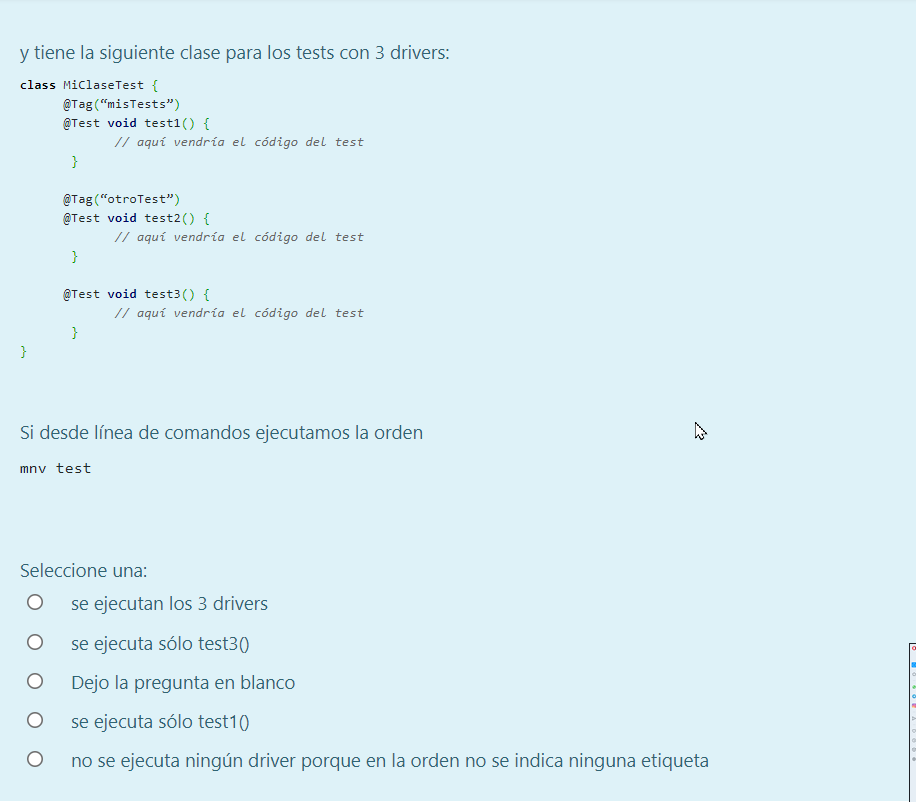 y tiene la siguiente clase para los tests con 3 drivers:
class MiClaseTest {
@Tag(“misTests”)
@Test void test1() {
// aquí vendría el código del test
}
@Tag(“otroTest”)
@Test void test2() {
// aquí vendría el código del test
}
@Test void test3() {
// aquí vendría el código del test
}
}
Si desde línea de comandos ejecutamos la orden
mnv test
Seleccione una:
se ejecutan los 3 drivers
se ejecuta sólo test3()
Dejo la pregunta en blanco
se ejecuta sólo test1()
no se ejecuta ningún driver porque en la orden no se indica ninguna etiqueta